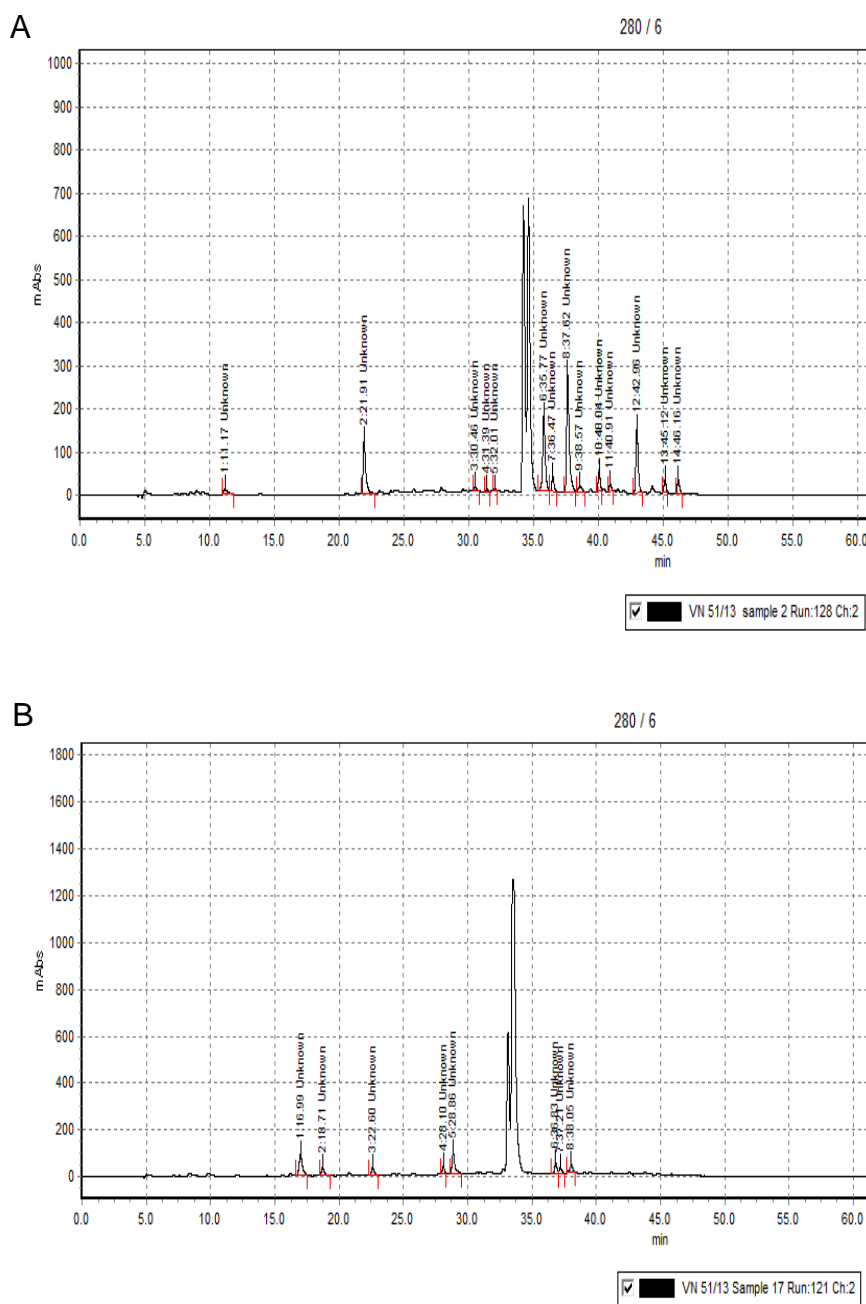 A
280 / 6
1000
900
800
700
600
500
400
300
200
100
0
mAbs
1:11.17 Unknown
2:21.91 Unknown
3:30.46 Unknown
4:31.39 Unknown
5:32.01 Unknown
6:35.77 Unknown
7:36.47 Unknown
8:37.62 Unknown
9:38.57 Unknown
Unknown
11:40.91 Unknown
12:42.96 Unknown
13:45.12 Unknown
14:46.16 Unknown
0.0 5.0 10.0 15.0 20.0 25.0 30.0 35.0 40.0 45.0 50.0 55.0 60.0
min
VN 51/13 sample 2 Run:128 Ch:2
B
280 / 6
1800
1600
1400
1200
1000
800
600
400
200
0
mAbs
1:16.99 Unknown
2:18.71 Unknown
3:22.60 Unknown
4:28.10 Unknown
5:28.86 Unknown
6:36.83 Unknown
7:37.21 Unknown
8:38.05 Unknown
0.0 5.0 10.0 15.0 20.0 25.0 30.0 35.0 40.0 45.0 50.0 55.0 60.0
min
VN 51/13 Sample 17 Run:121 Ch:2